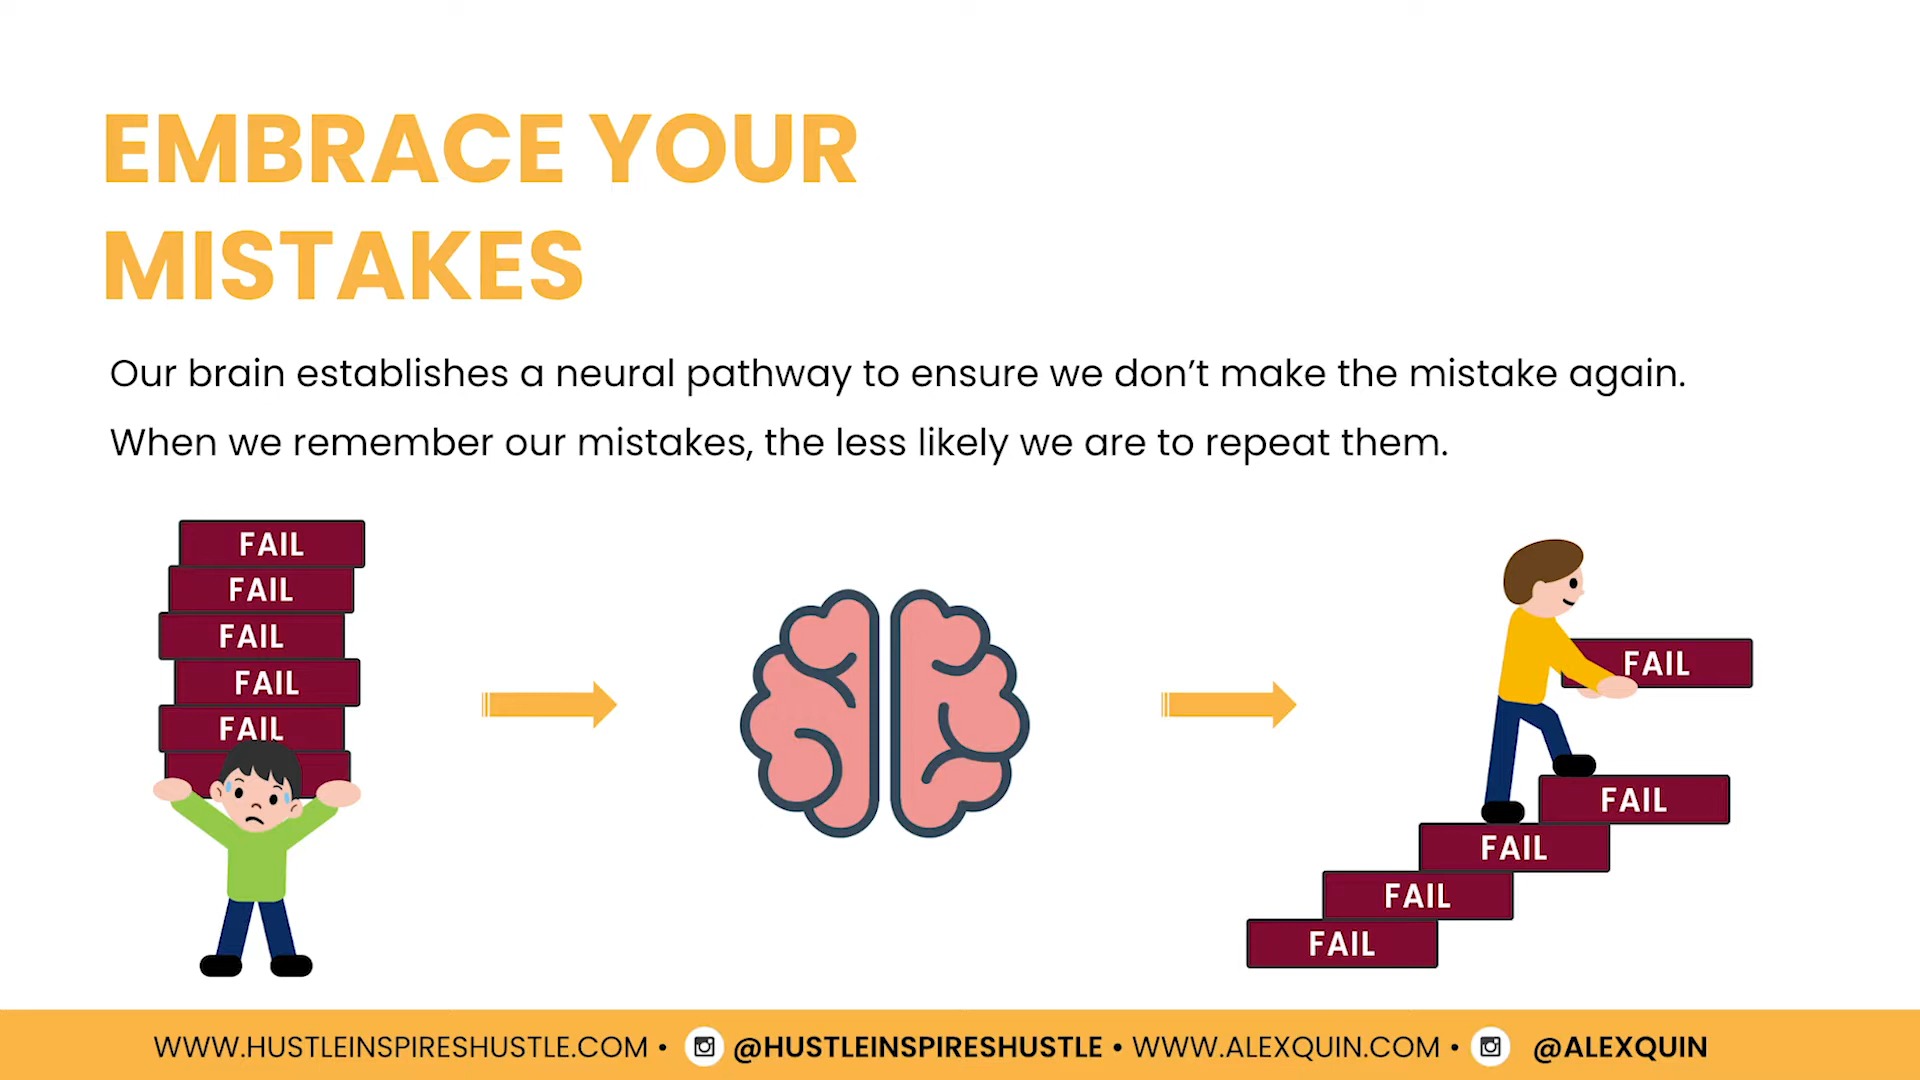 EMBRACE YOUR
MISTAKES
Our brain establishes a neural pathway to ensure we don’t make the mistake again.
When we remember our mistakes, the less likely we are to repeat them.
FAIL
FAIL
FAIL
FAIL
FAIL
FAIL
FAIL
FAIL
FAIL
FAIL
WWW.HUSTLEINSPIRESHUSTLE.COM • @HUSTLEINSPIRESHUSTLE • WWW.ALEXQUIN.COM • @ALEXQUIN